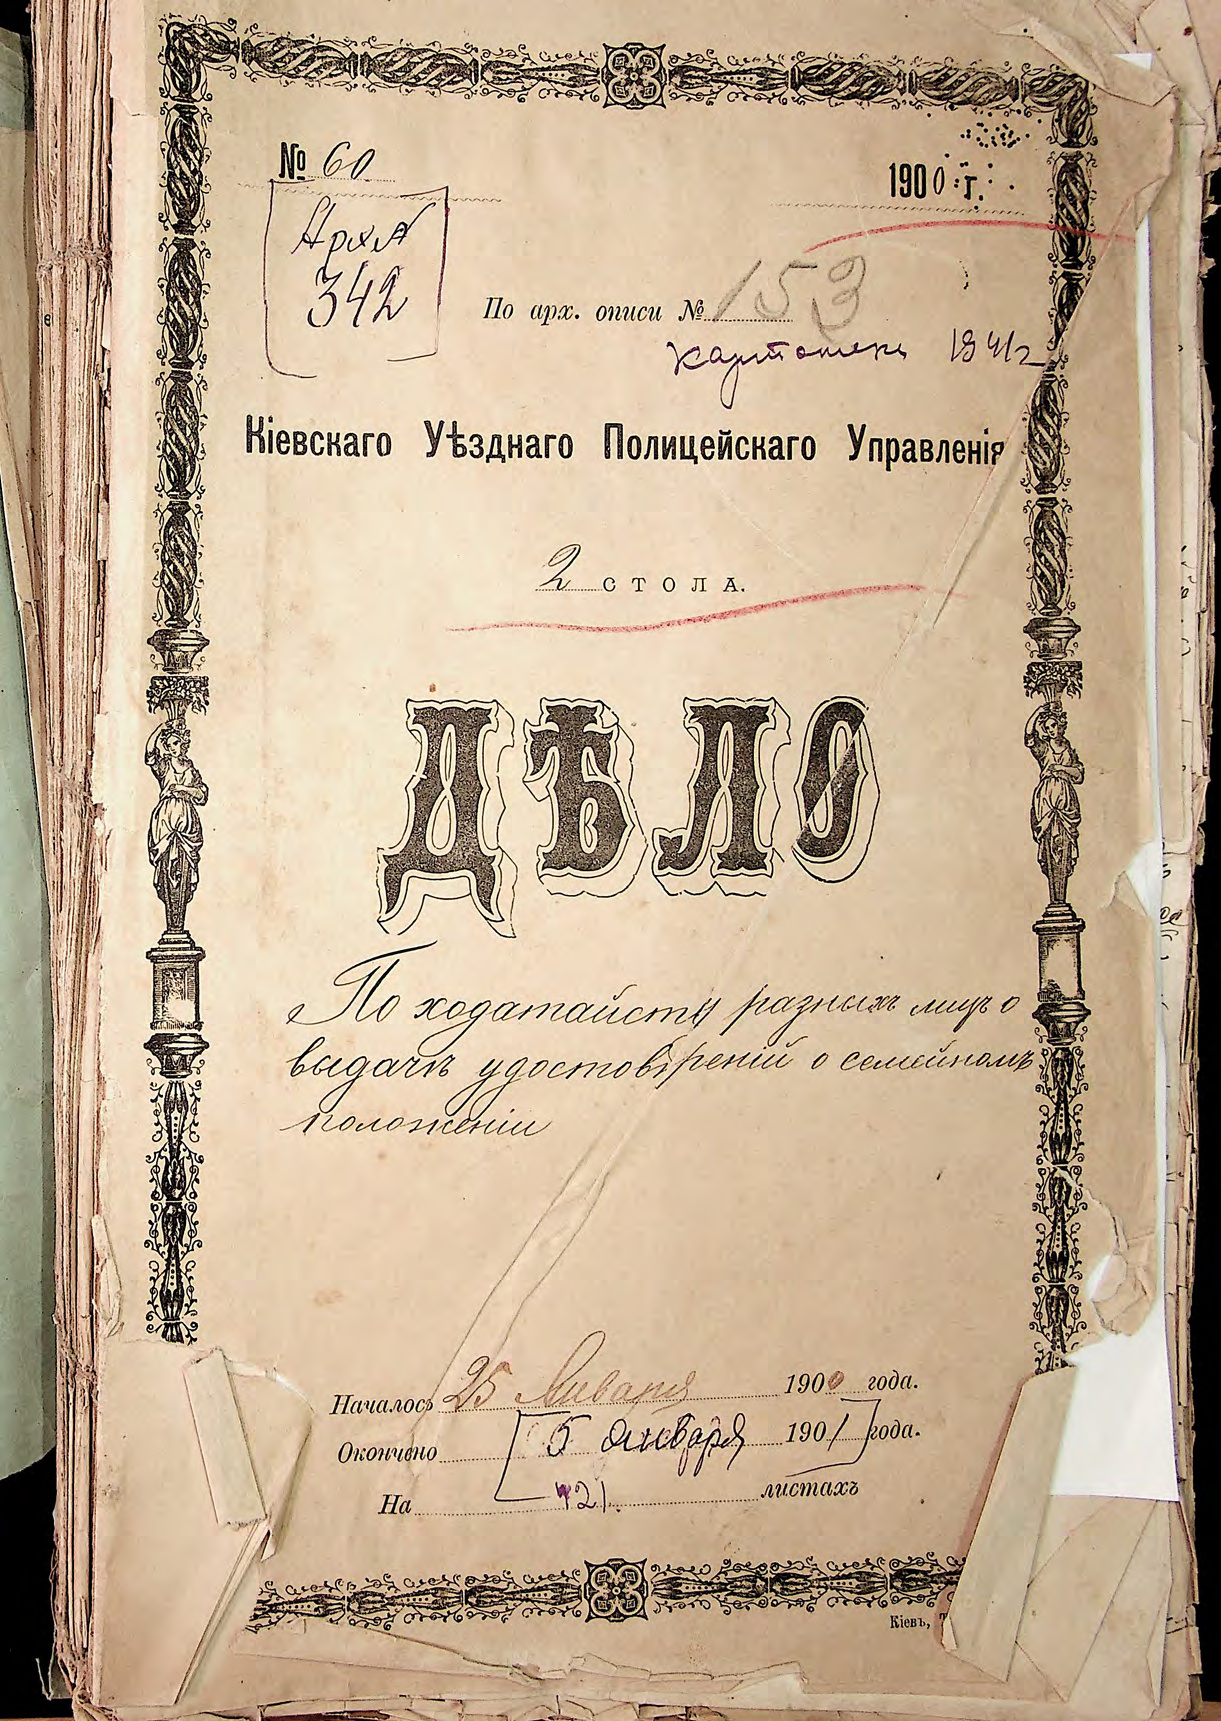 № 60
1900 г.
Арх №
342
По арх. описи № 153
Кіевскаго Уѣзднаго Полицейскаго Управленія
2 СТОЛА.
ДѢЛО
По ходатайству разныхъ лицъ о
выдачѣ удостовѣреній о семейномъ
положеніи
Началось 25 Января 1900 года.
Окончено 5 января 1901 года.
На 421. листахъ
Кіевъ,